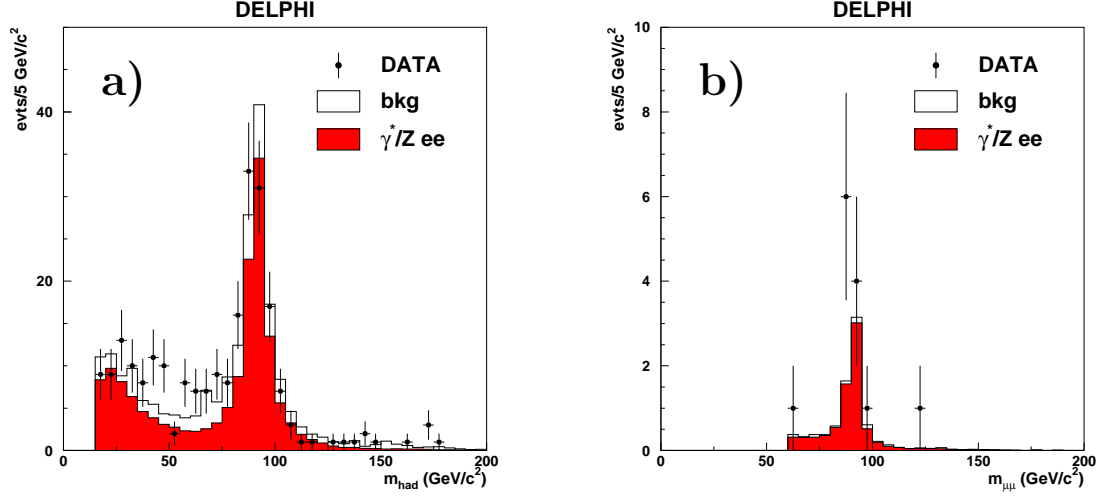 DELPHI
evts/5 GeV/c²
a)
DATA
bkg
γ*/Z ee
40
20
0
0 50 100 150 200
m_had (GeV/c²)
DELPHI
evts/5 GeV/c²
b)
DATA
bkg
γ*/Z ee
10
8
6
4
2
0
0 50 100 150 200
m_μμ (GeV/c²)